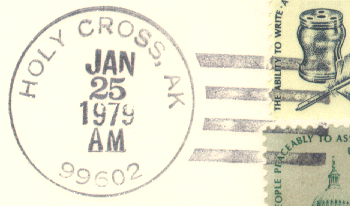 HOLY CROSS, AK
JAN
25
1979
AM
99602
THE ABILITY TO WRITE · A
PEOPLE PEACEABLY TO AS